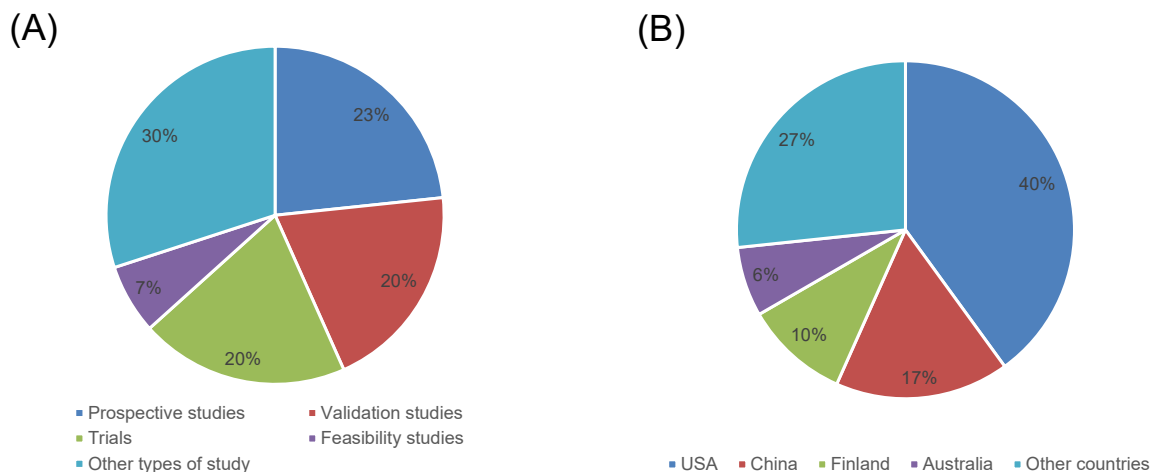 (A)
23%
20%
20%
7%
30%
Prospective studies
Validation studies
Trials
Feasibility studies
Other types of study
(B)
40%
17%
10%
6%
27%
USA
China
Finland
Australia
Other countries